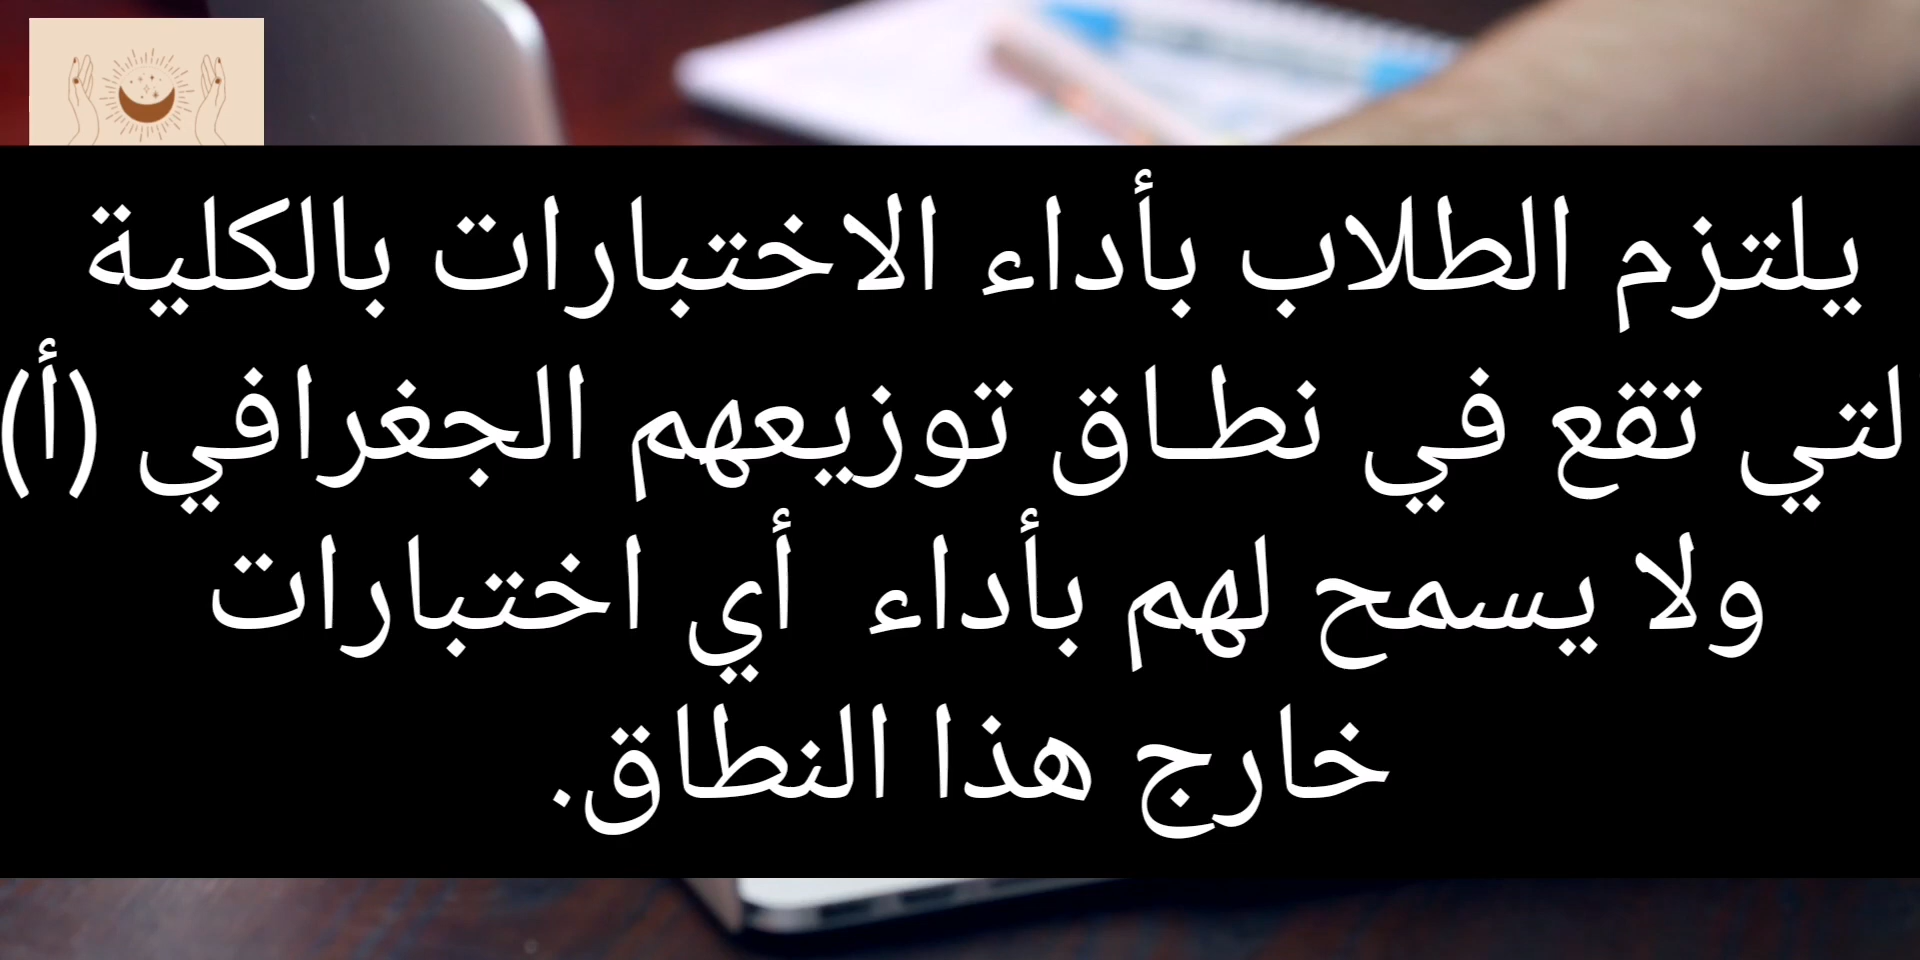 يلتزم الطلاب بأداء الاختبارات بالكلية
لتي تقع في نطاق توزيعهم الجغرافي (أ)
ولا يسمح لهم بأداء أي اختبارات
خارج هذا النطاق.